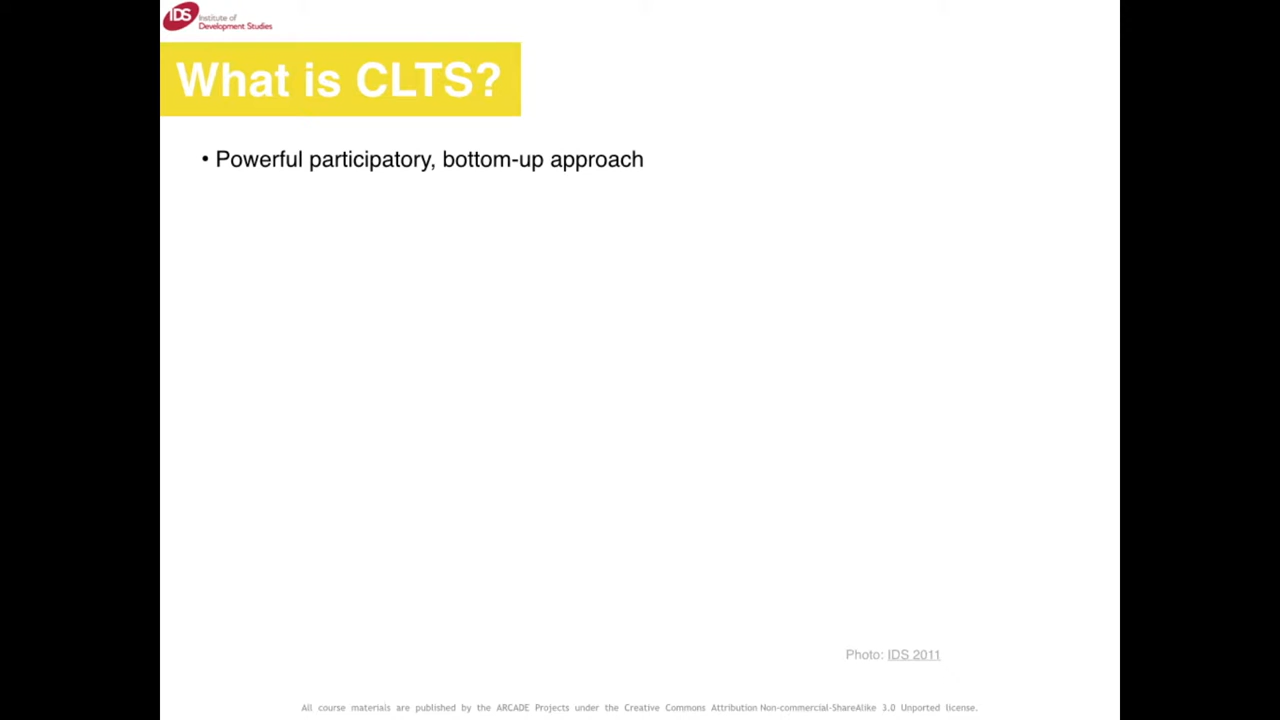 IDS Institute of
Development Studies
What is CLTS?
• Powerful participatory, bottom-up approach
Photo: IDS 2011
All course materials are published by the ARCADE Projects under the Creative Commons Attribution Non-commercial-ShareAlike 3.0 Unported license.